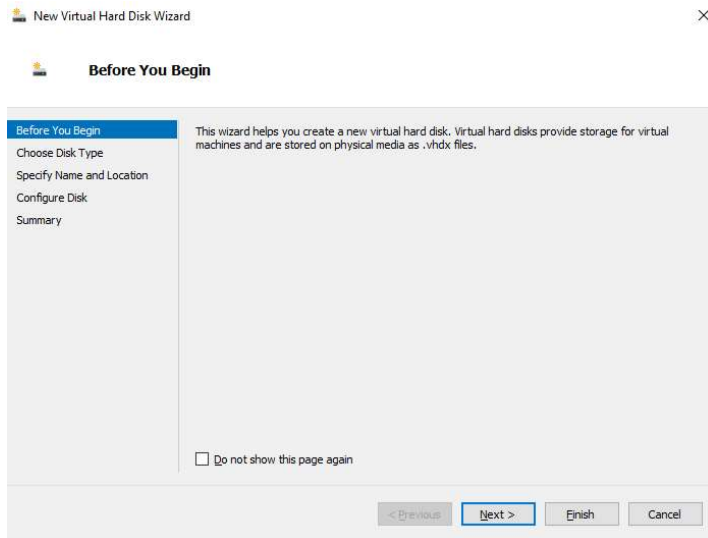 New Virtual Hard Disk Wizard
Before You Begin
Before You Begin
Choose Disk Type
Specify Name and Location
Configure Disk
Summary
This wizard helps you create a new virtual hard disk. Virtual hard disks provide storage for virtual
machines and are stored on physical media as .vhdx files.
Do not show this page again
< Previous Next > Finish Cancel